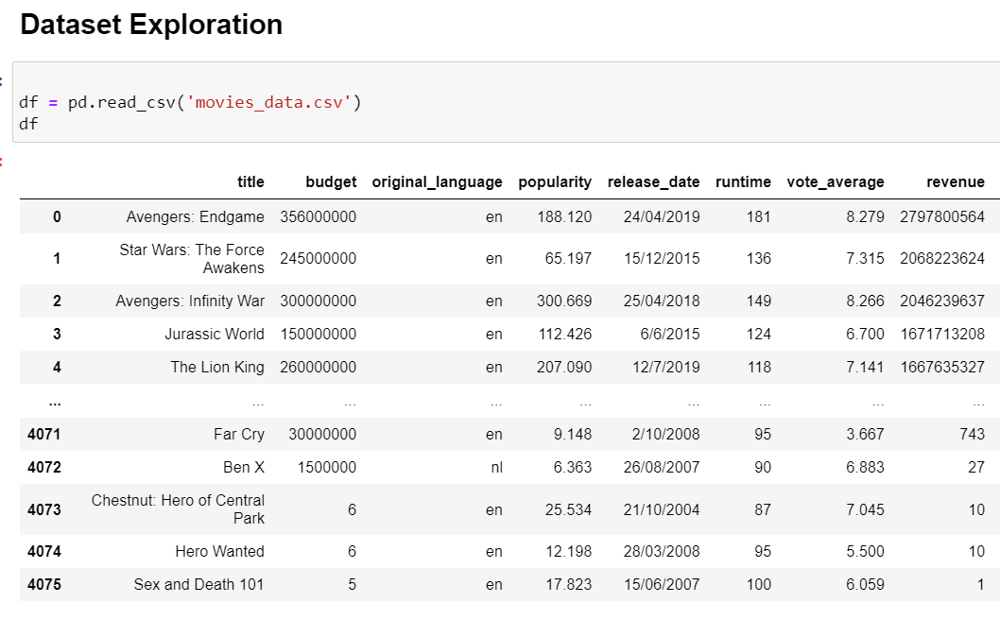 Dataset Exploration
df = pd.read_csv('movies_data.csv')
df
title budget original_language popularity release_date runtime vote_average revenue
0 Avengers: Endgame 356000000 en 188.120 24/04/2019 181 8.279 2797800564
1 Star Wars: The Force Awakens 245000000 en 65.197 15/12/2015 136 7.315 2068223624
2 Avengers: Infinity War 300000000 en 300.669 25/04/2018 149 8.266 2046239637
3 Jurassic World 150000000 en 112.426 6/6/2015 124 6.700 1671713208
4 The Lion King 260000000 en 207.090 12/7/2019 118 7.141 1667635327
... ... ... ... ... ... ... ... ...
4071 Far Cry 30000000 en 9.148 2/10/2008 95 3.667 743
4072 Ben X 1500000 nl 6.363 26/08/2007 90 6.883 27
4073 Chestnut: Hero of Central Park 6 en 25.534 21/10/2004 87 7.045 10
4074 Hero Wanted 6 en 12.198 28/03/2008 95 5.500 10
4075 Sex and Death 101 5 en 17.823 15/06/2007 100 6.059 1